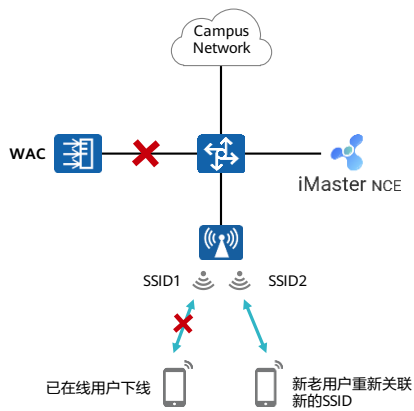 Campus
Network
WAC
iMaster NCE
SSID1
SSID2
已在线用户下线
新老用户重新关联
新的SSID